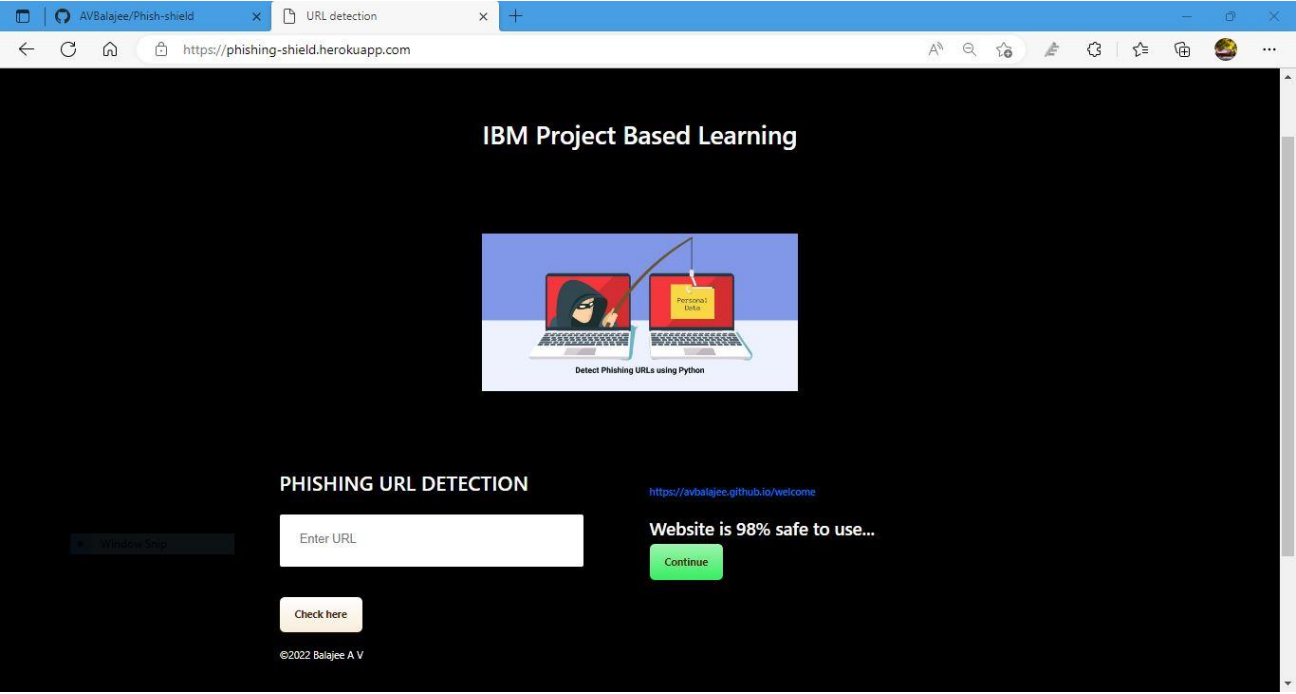 AVBalajee/Phish-shield
URL detection
https://phishing-shield.herokuapp.com
IBM Project Based Learning
Personal
Data
Detect Phishing URLs using Python
PHISHING URL DETECTION
https://avbalajee.github.io/welcome
Enter URL
Website is 98% safe to use...
Window Snip
Continue
Check here
©2022 Balajee A V